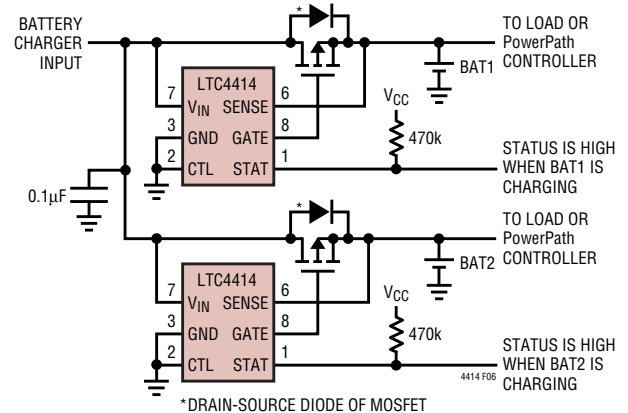 *
BATTERY
CHARGER
INPUT
TO LOAD OR
PowerPath
CONTROLLER
BAT1
LTC4414
7
VIN
SENSE
6
3
GND
GATE
8
2
CTL
STAT
1
VCC
470k
STATUS IS HIGH
WHEN BAT1 IS
CHARGING
0.1µF
*
TO LOAD OR
PowerPath
CONTROLLER
BAT2
LTC4414
7
VIN
SENSE
6
3
GND
GATE
8
2
CTL
STAT
1
VCC
470k
STATUS IS HIGH
WHEN BAT2 IS
CHARGING
4414 F06
*DRAIN-SOURCE DIODE OF MOSFET